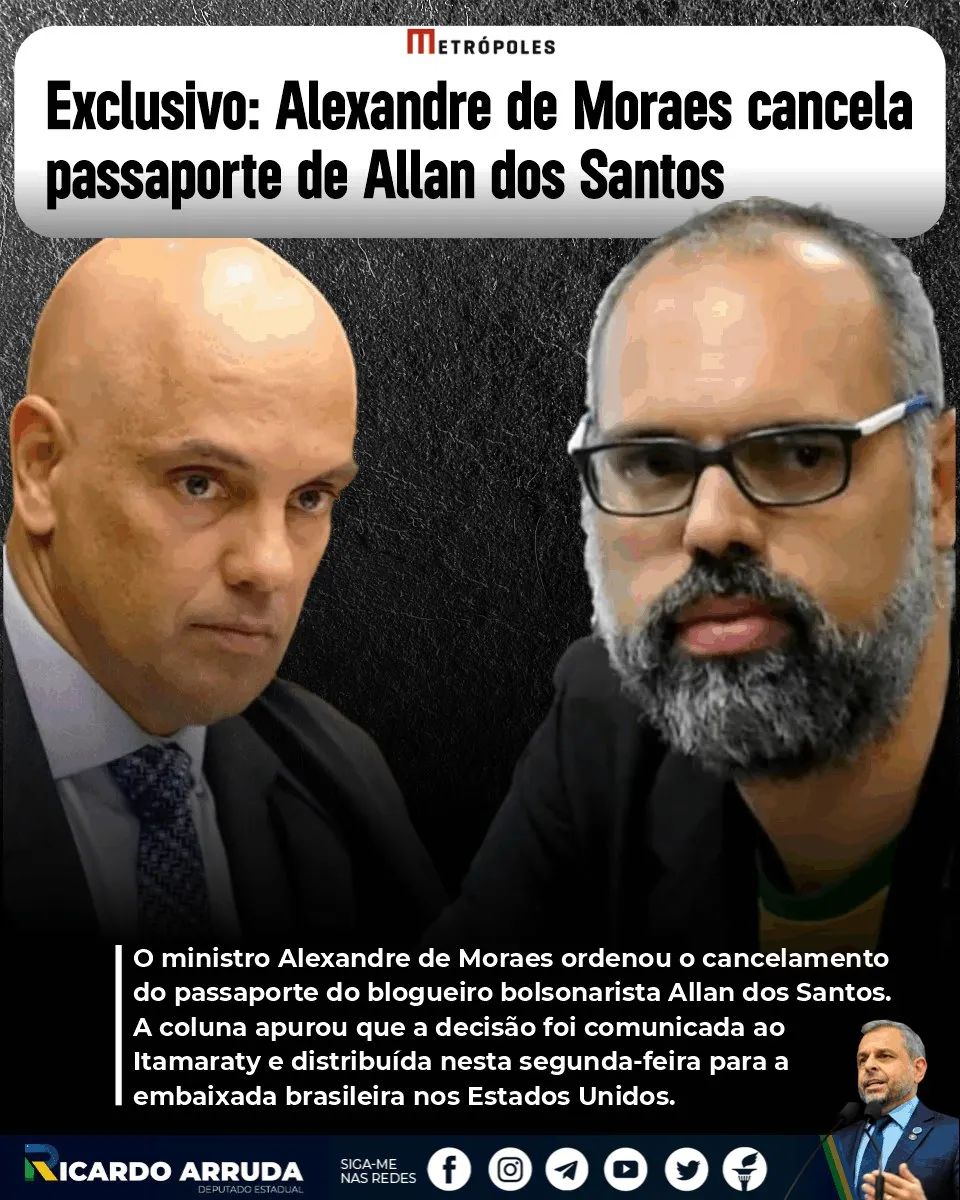 METRÓPOLES
Exclusivo: Alexandre de Moraes cancela
passaporte de Allan dos Santos
O ministro Alexandre de Moraes ordenou o cancelamento
do passaporte do blogueiro bolsonarista Allan dos Santos.
A coluna apurou que a decisão foi comunicada ao
Itamaraty e distribuída nesta segunda-feira para a
embaixada brasileira nos Estados Unidos.
RICARDO ARRUDA
DEPUTADO ESTADUAL
SIGA-ME
NAS REDES